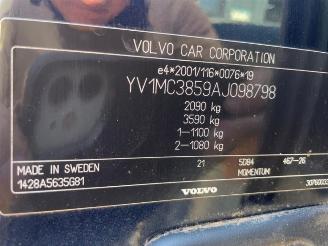 VOLVO CAR CORPORATION
e4*2001/116*0076*19
YV1MC3859AJ098798
2090 kg
3590 kg
1-1100 kg
2-1080 kg
MADE IN SWEDEN 21 5D84 467-26
1428A5635G81 MOMENTUM
VOLVO